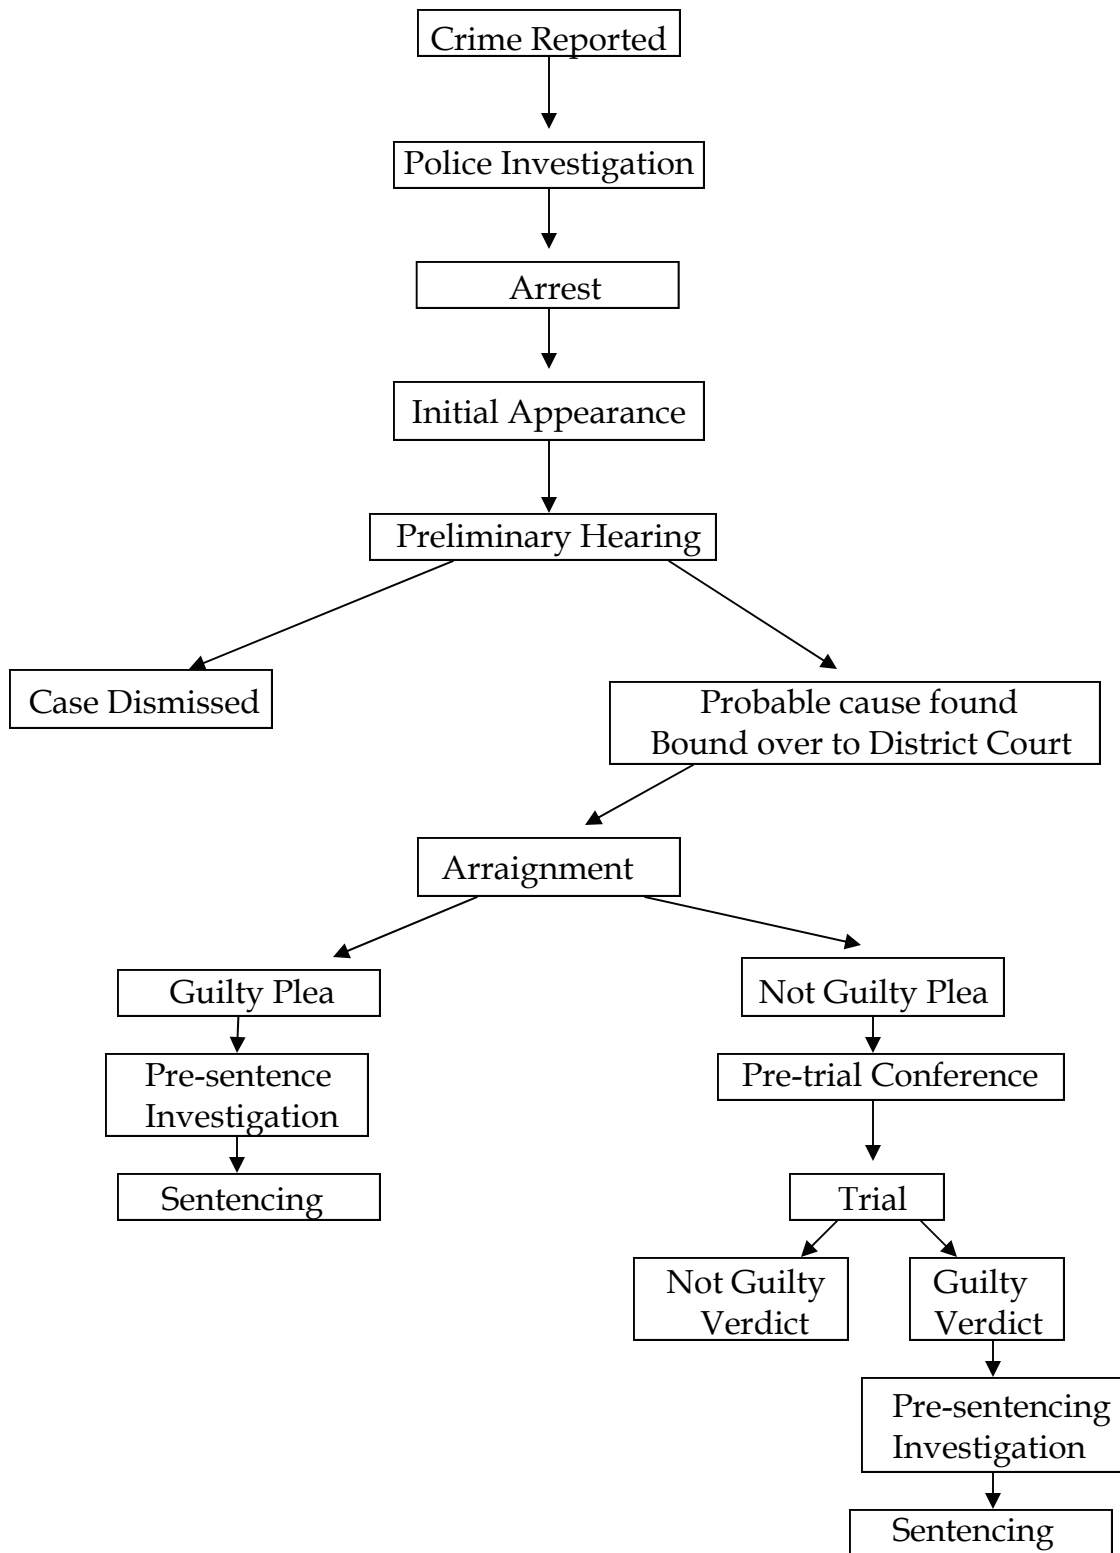 Crime Reported
Police Investigation
Arrest
Initial Appearance
Preliminary Hearing
Case Dismissed
Probable cause found
Bound over to District Court
Arraignment
Guilty Plea
Not Guilty Plea
Pre-sentence
Investigation
Pre-trial Conference
Sentencing
Trial
Not Guilty
Verdict
Guilty
Verdict
Pre-sentencing
Investigation
Sentencing